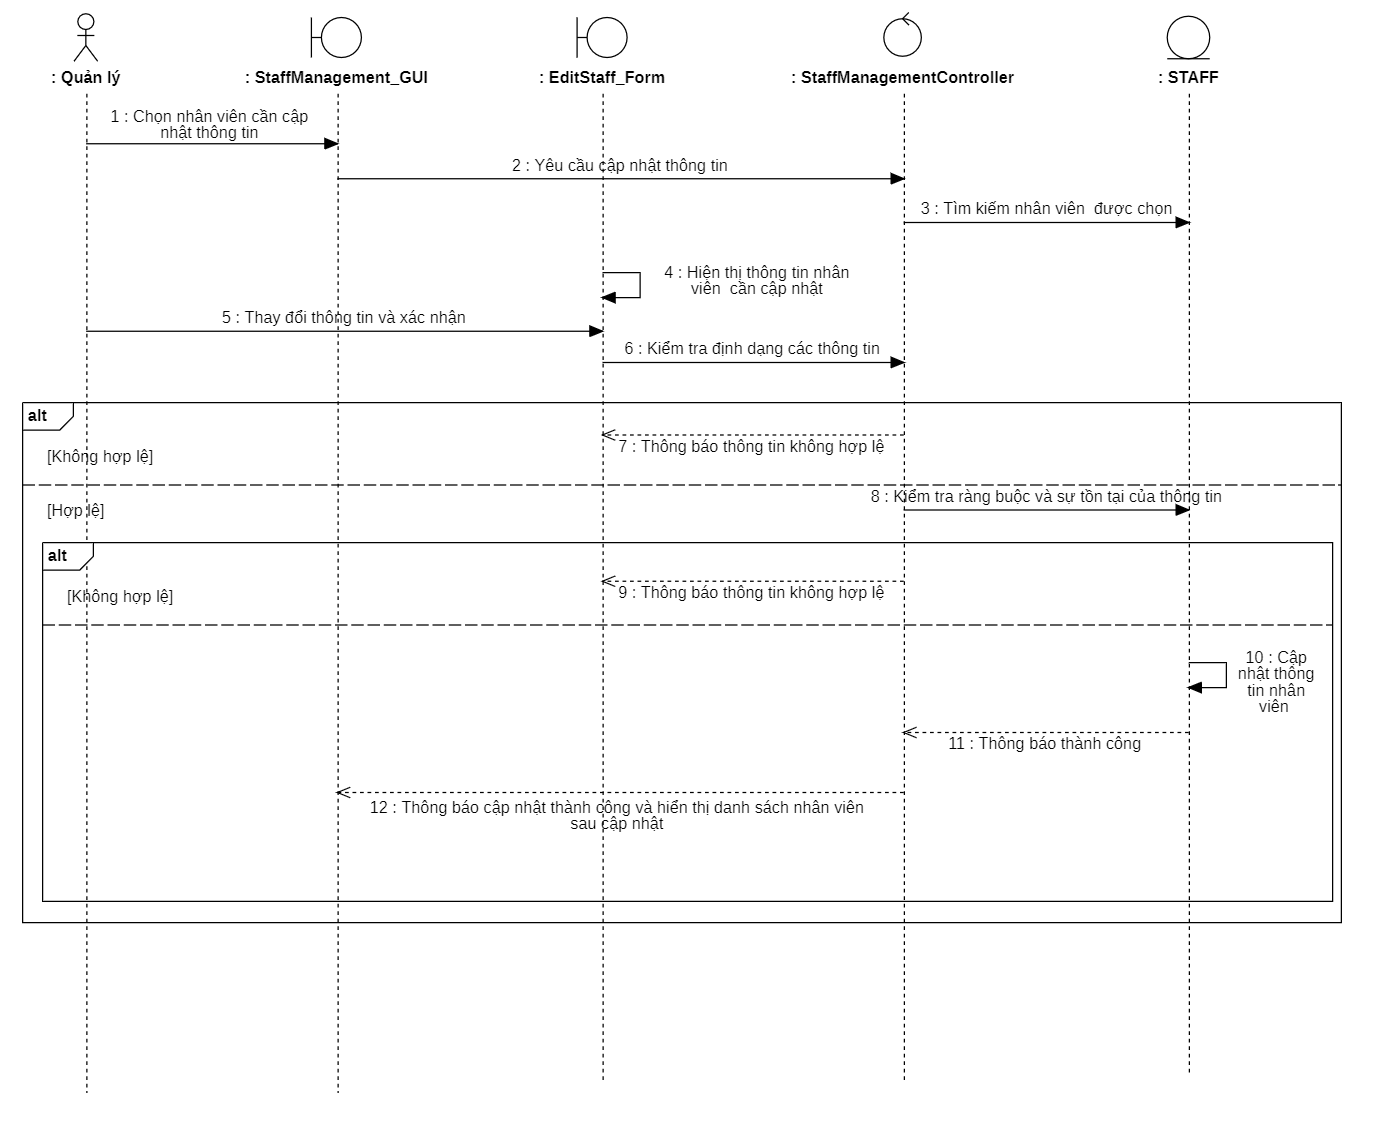 : Quản lý
: StaffManagement_GUI
: EditStaff_Form
: StaffManagementController
: STAFF
1 : Chọn nhân viên cần cập
nhật thông tin
2 : Yêu cầu cập nhật thông tin
3 : Tìm kiếm nhân viên  được chọn
4 : Hiện thị thông tin nhân
viên  cần cập nhật
5 : Thay đổi thông tin và xác nhận
6 : Kiểm tra định dạng các thông tin
alt
7 : Thông báo thông tin không hợp lệ
[Không hợp lệ]
8 : Kiểm tra ràng buộc và sự tồn tại của thông tin
[Hợp lệ]
alt
9 : Thông báo thông tin không hợp lệ
[Không hợp lệ]
10 : Cập
nhật thông
tin nhân
viên
11 : Thông báo thành công
12 : Thông báo cập nhật thành công và hiển thị danh sách nhân viên
sau cập nhật